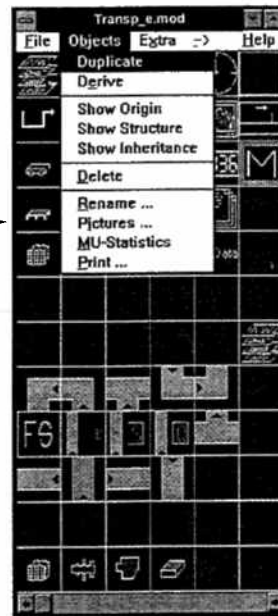 Transp_e.mod
File Objects Extra -> Help
Duplicate
Derive
Show Origin
Show Structure
Show Inheritance
Delete
Rename ...
Pictures ...
MU-Statistics
Print ...
M
FS